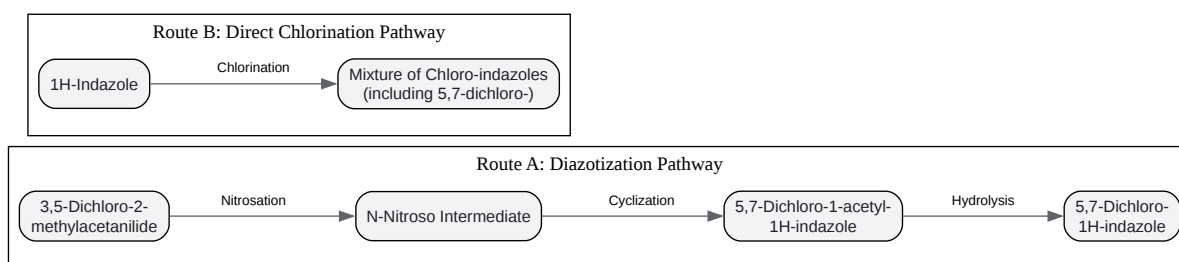 Route B: Direct Chlorination Pathway
1H-Indazole
Chlorination
Mixture of Chloro-indazoles
(including 5,7-dichloro-)
Route A: Diazotization Pathway
3,5-Dichloro-2-
methylacetanilide
Nitrosation
N-Nitroso Intermediate
Cyclization
5,7-Dichloro-1-acetyl-
1H-indazole
Hydrolysis
5,7-Dichloro-
1H-indazole